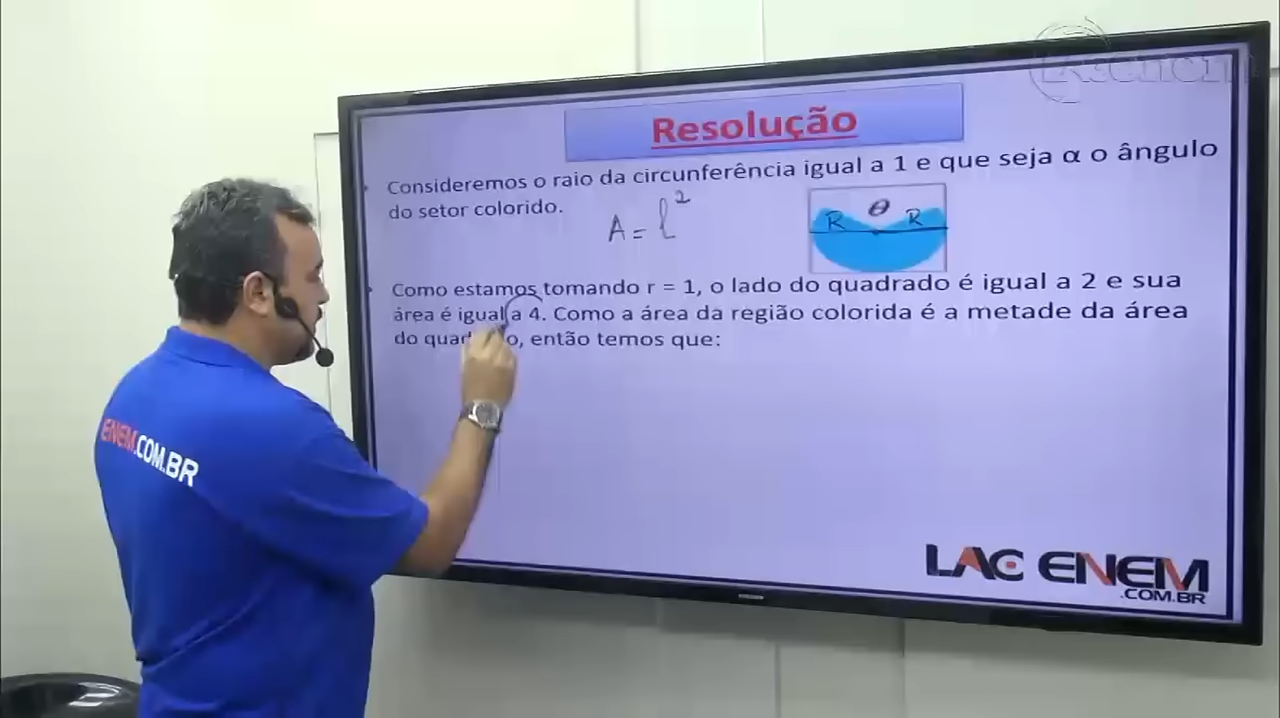 Resolução
Consideremos o raio da circunferência igual a 1 e que seja α o ângulo
do setor colorido.
A = l²
θ
R R
Como estamos tomando r = 1, o lado do quadrado é igual a 2 e sua
área é igual a 4. Como a área da região colorida é a metade da área
do então temos que:
ENEM.COM.BR
LAC ENEM
.COM.BR